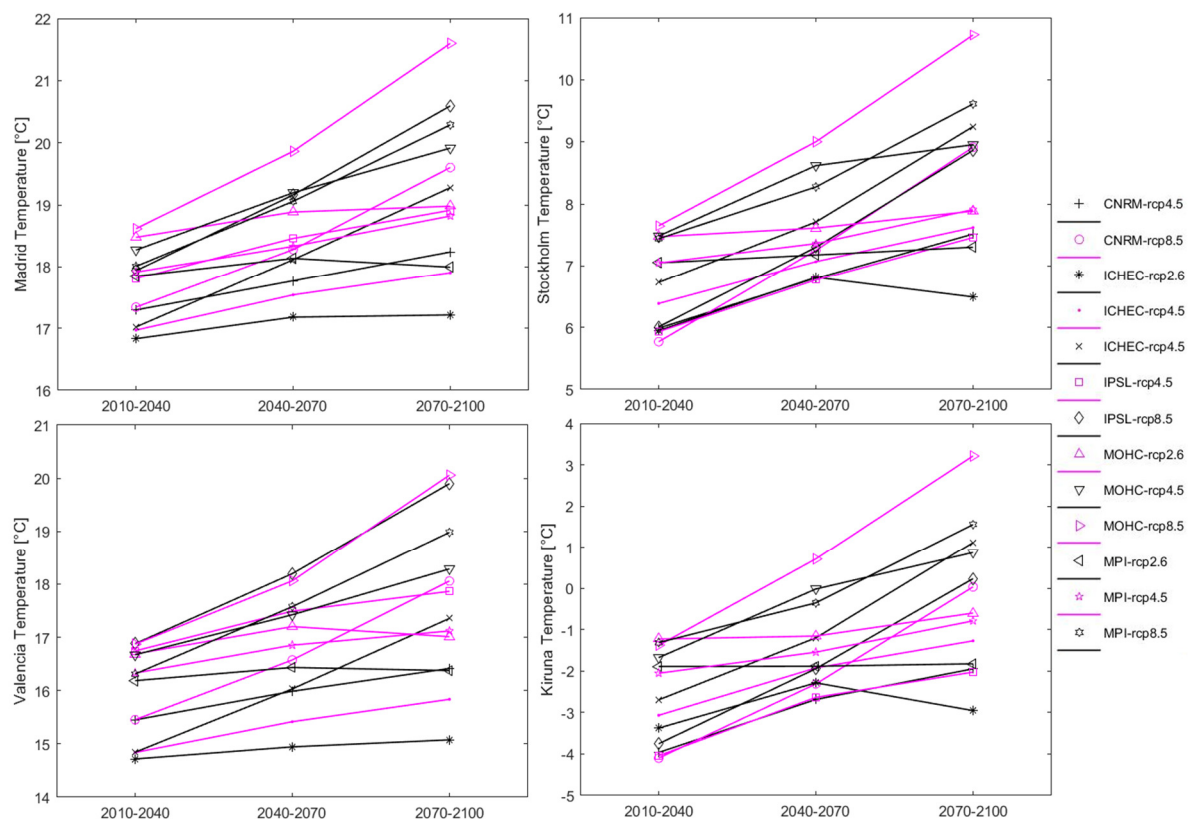 22
21
20
19
18
17
16
Madrid Temperature [°C]
2010-2040 2040-2070 2070-2100
11
10
9
8
7
6
5
Stockholm Temperature [°C]
2010-2040 2040-2070 2070-2100
21
20
19
18
17
16
15
14
Valencia Temperature [°C]
2010-2040 2040-2070 2070-2100
4
3
2
1
0
-1
-2
-3
-4
-5
Kiruna Temperature [°C]
2010-2040 2040-2070 2070-2100
CNRM-rcp4.5
CNRM-rcp8.5
ICHEC-rcp2.6
ICHEC-rcp4.5
ICHEC-rcp4.5
IPSL-rcp4.5
IPSL-rcp8.5
MOHC-rcp2.6
MOHC-rcp4.5
MOHC-rcp8.5
MPI-rcp2.6
MPI-rcp4.5
MPI-rcp8.5